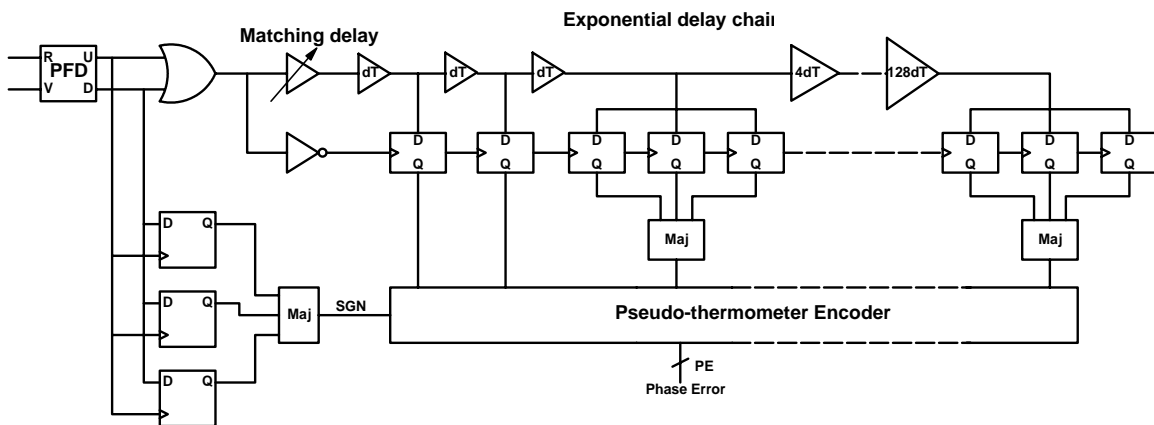 Exponential delay chai
Matching delay
R U
PFD
V D
dT
dT
dT
4dT
128dT
D
Q
D
Q
D
Q
D
Q
D
Q
D
Q
D
Q
D
Q
Maj
Maj
D Q
D Q
D Q
Maj
SGN
Pseudo-thermometer Encoder
PE
Phase Error